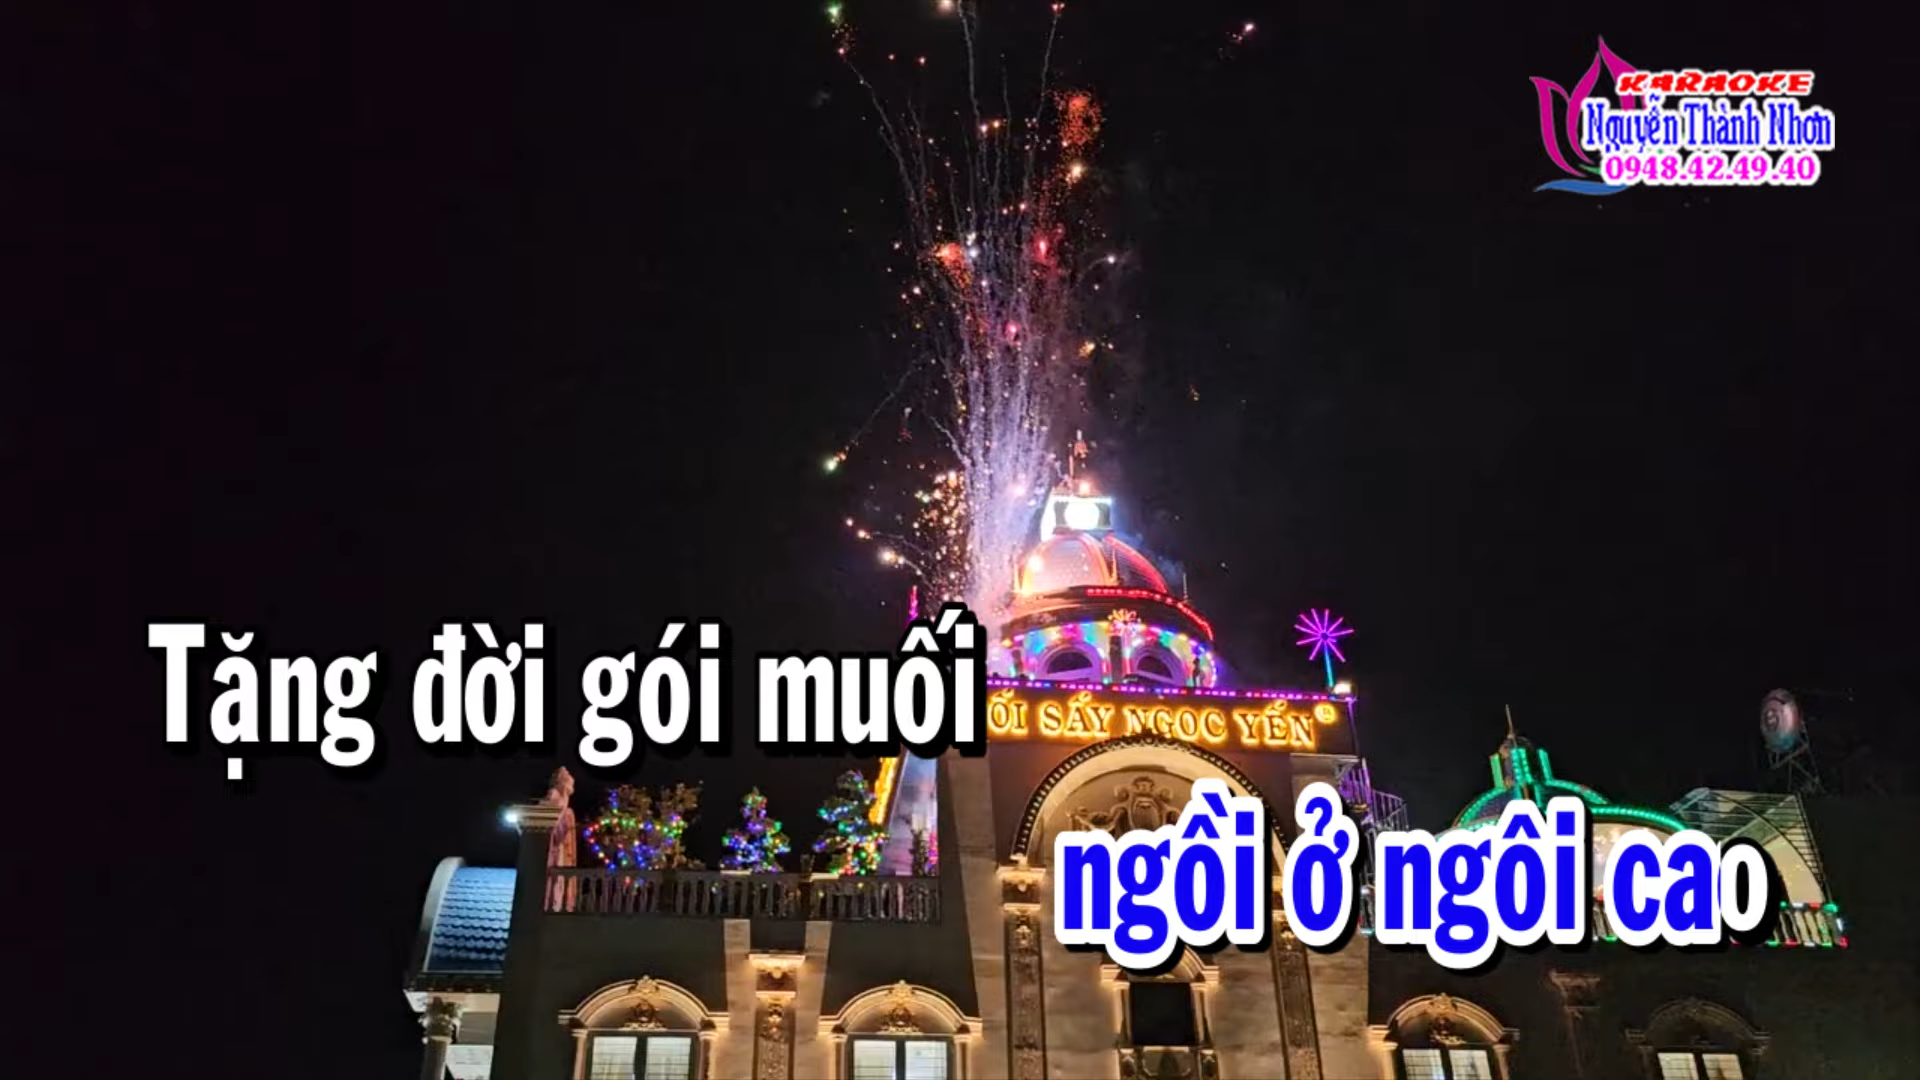 KARAOKE
Nguyễn Thành Nhơn
0948.42.49.40
Tặng đời gói muối
ỐI SẤY NGỌC YẾN
ngồi ở ngôi cao